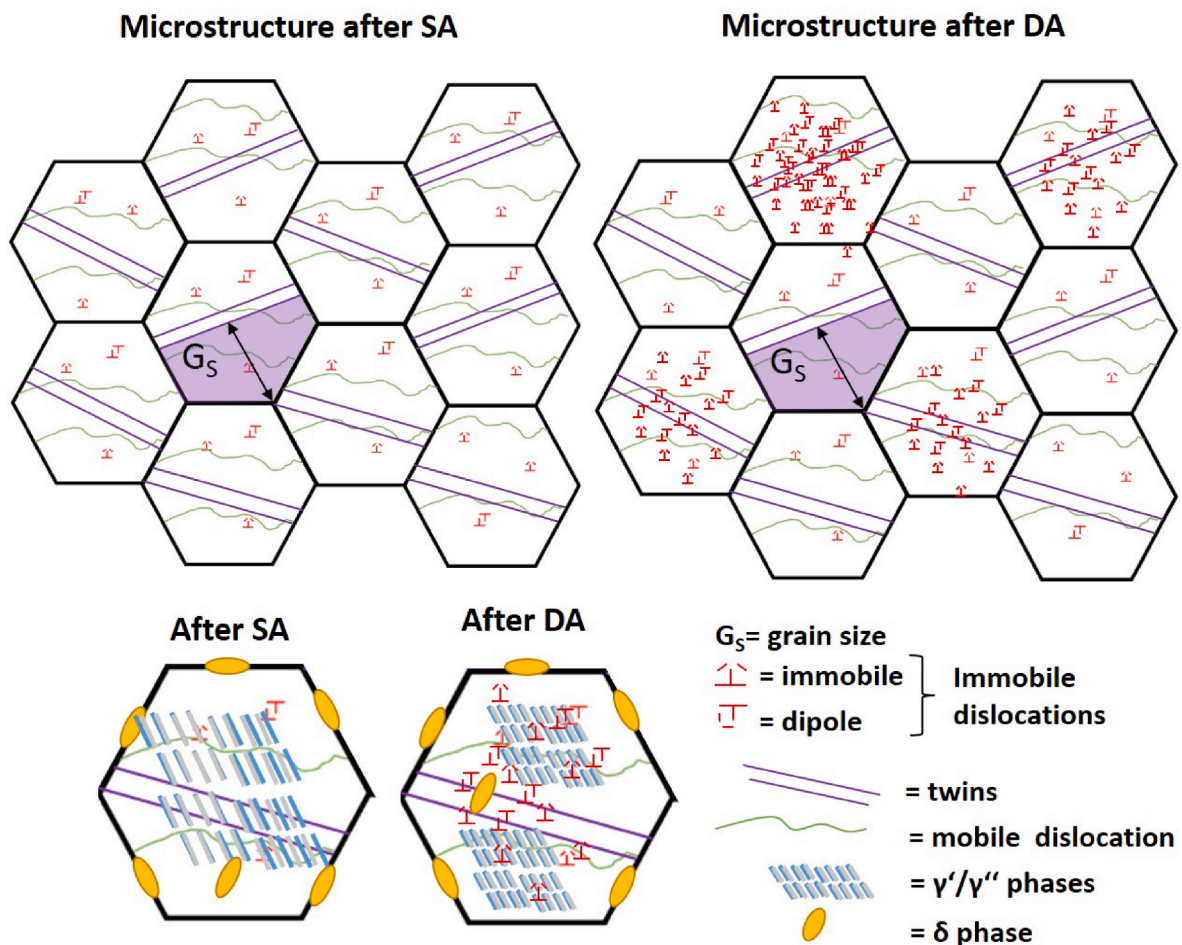 Microstructure after SA
Microstructure after DA
G_S
G_S
After SA
After DA
G_S= grain size
= immobile
= dipole
Immobile
dislocations
= twins
= mobile dislocation
= γ‘/γ‘‘ phases
= δ phase